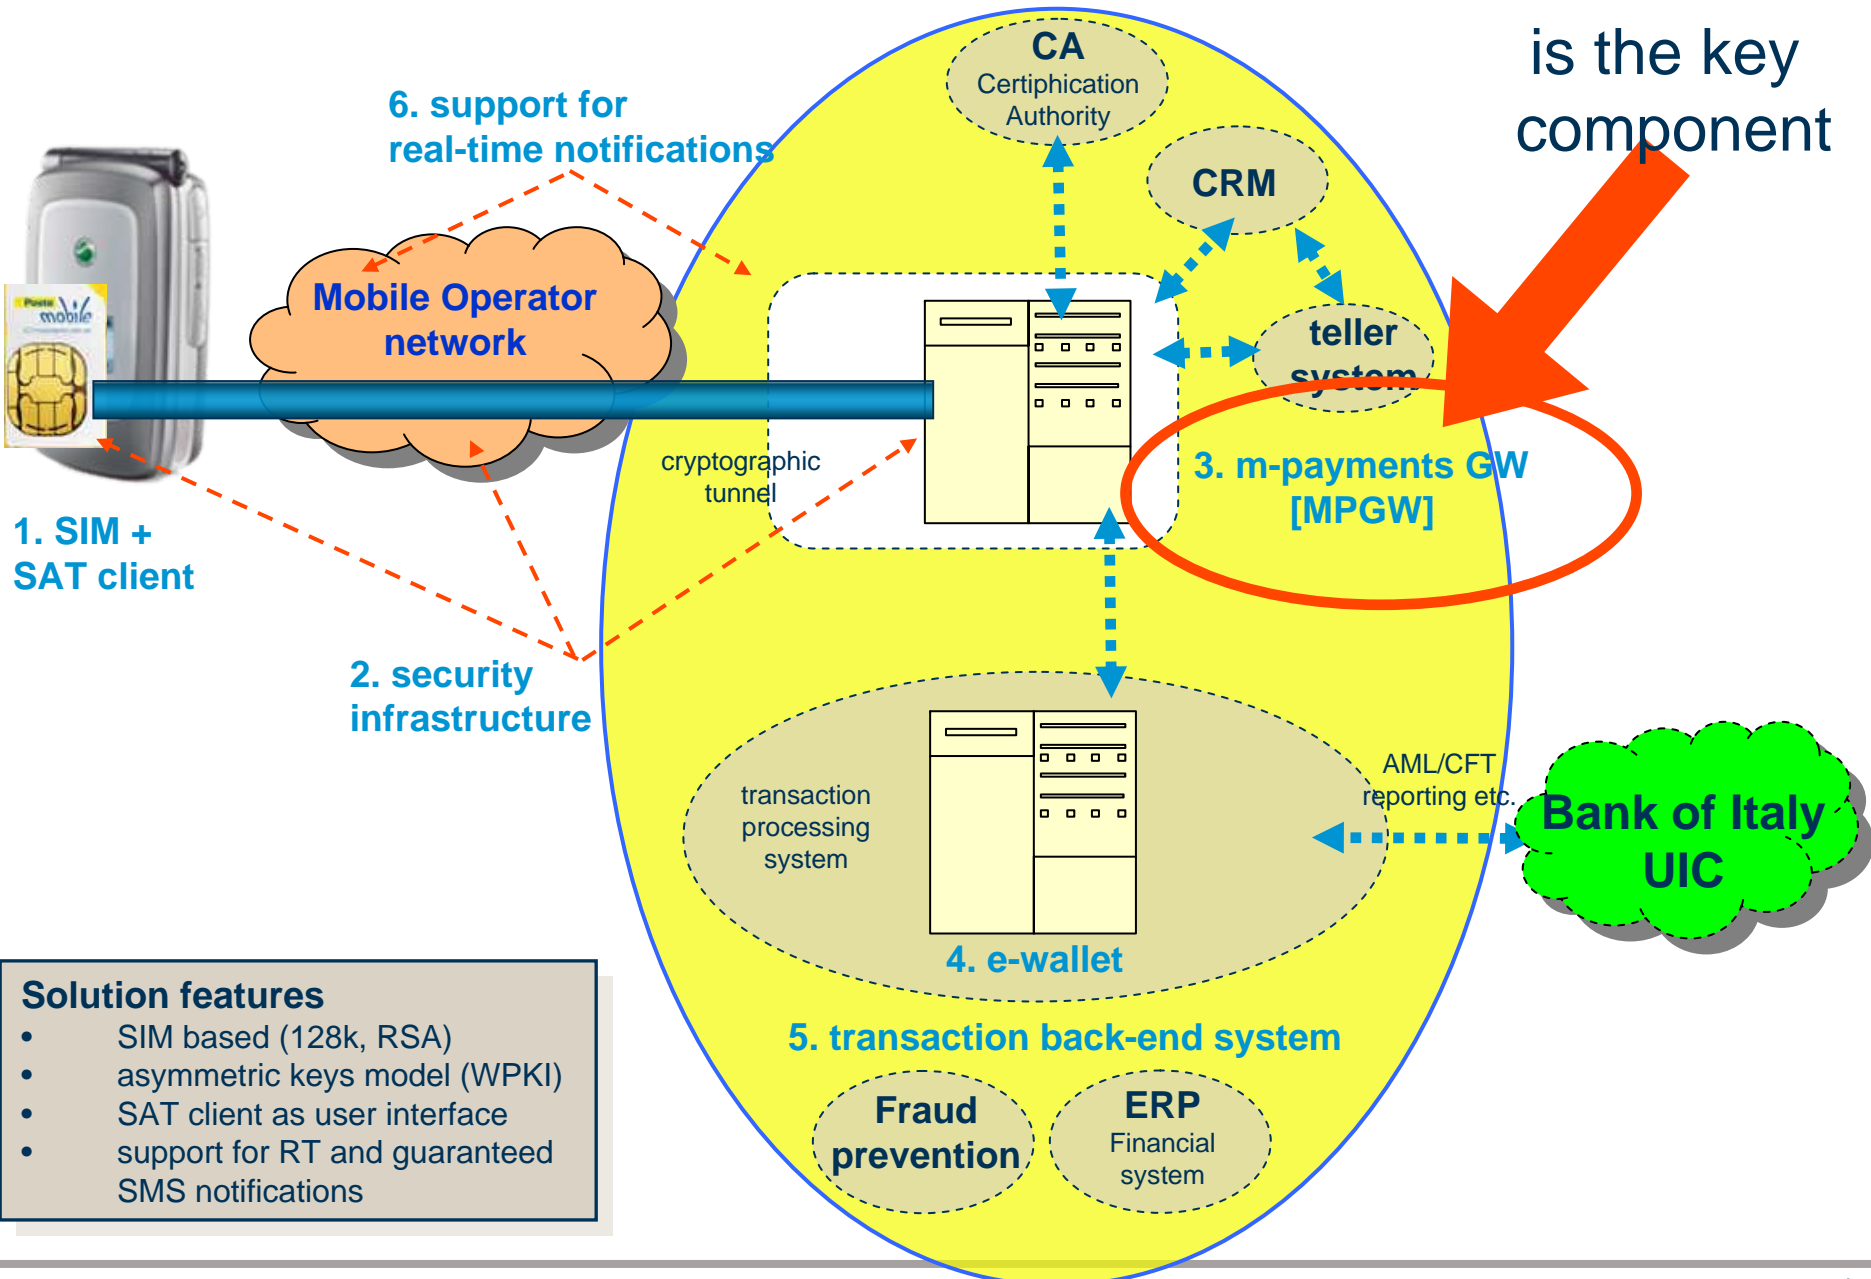 is the key
component
CA
Certiphication
Authority
6. support for
real-time notifications
CRM
Mobile Operator
network
teller
system
Poste
mobile
cryptographic
tunnel
3. m-payments GW
[MPGW]
1. SIM +
SAT client
2. security
infrastructure
AML/CFT
reporting etc.
transaction
processing
system
Bank of Italy
UIC
4. e-wallet
Solution features
• SIM based (128k, RSA)
• asymmetric keys model (WPKI)
• SAT client as user interface
• support for RT and guaranteed
SMS notifications
5. transaction back-end system
Fraud
prevention
ERP
Financial
system